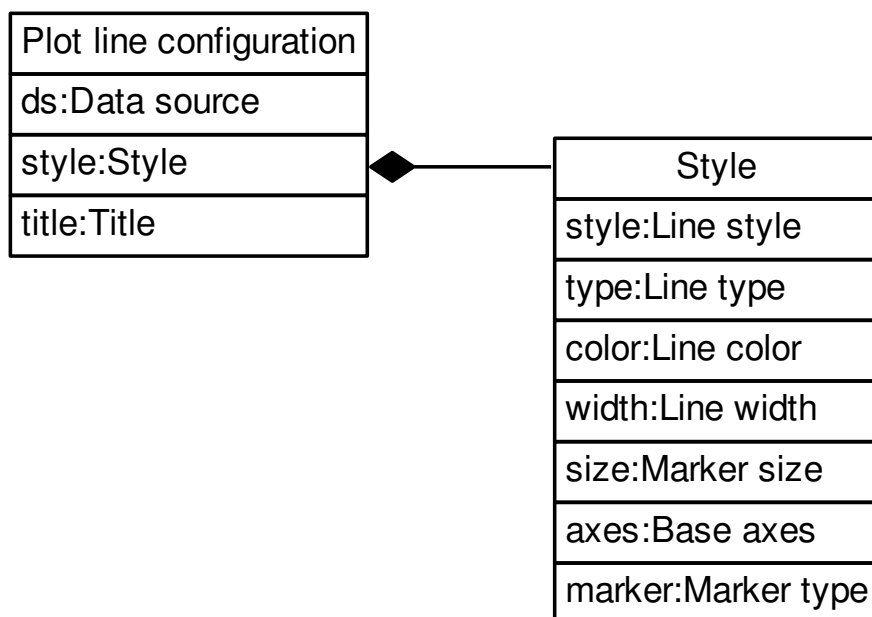 Plot line configuration
ds:Data source
style:Style
title:Title
Style
style:Line style
type:Line type
color:Line color
width:Line width
size:Marker size
axes:Base axes
marker:Marker type